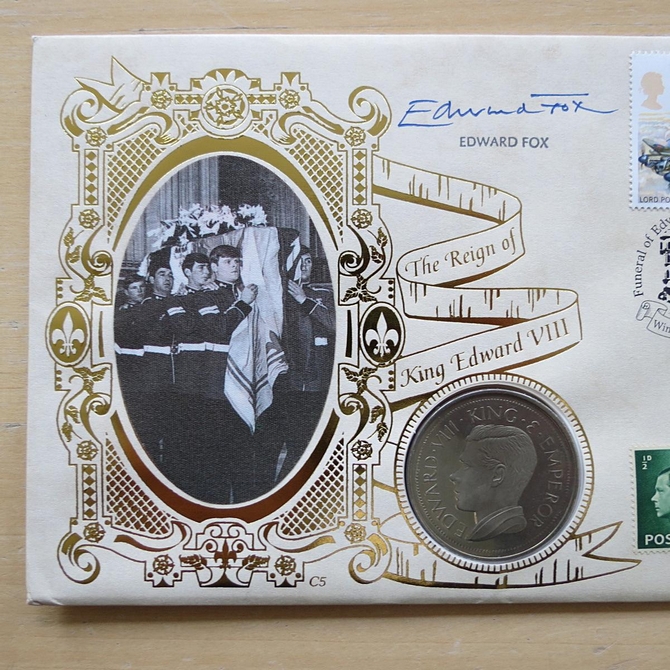 Edward Fox
EDWARD FOX
The Reign of
King Edward VIII
EDWARD · VIII · KING · & · EMPEROR
C5
LORD PO
Funeral of Edw
Win
½D
POS